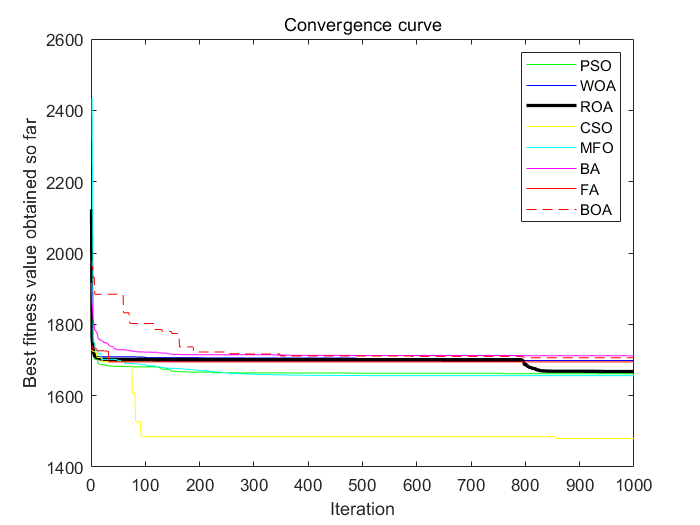 Convergence curve
Best fitness value obtained so far
2600
2400
2200
2000
1800
1600
1400
0 100 200 300 400 500 600 700 800 900 1000
Iteration
PSO
WOA
ROA
CSO
MFO
BA
FA
BOA